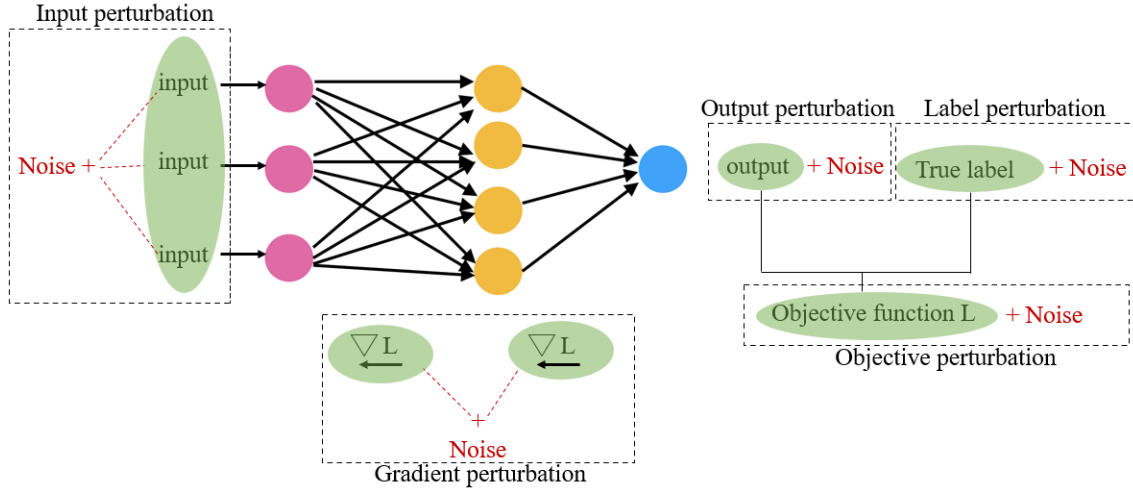 Input perturbation
input
Noise +
input
input
Output perturbation
Label perturbation
output + Noise
True label + Noise
Objective function L + Noise
Objective perturbation
▽ L
▽ L
+
Noise
Gradient perturbation